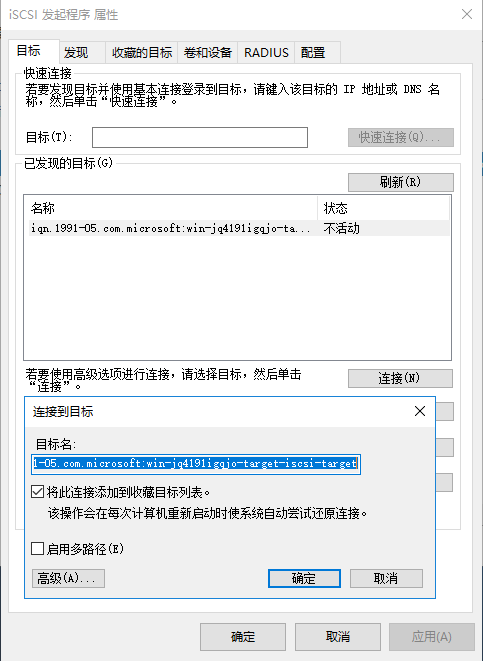 iSCSI 发起程序 属性
目标 发现 收藏的目标 卷和设备 RADIUS 配置
快速连接
若要发现目标并使用基本连接登录到目标，请键入该目标的 IP 地址或 DNS 名
称，然后单击“快速连接”。
目标(T):
快速连接(Q)...
已发现的目标(G)
刷新(R)
名称 状态
iqn.1991-05.com.microsoft:win-jq4191igqjo-ta... 不活动
若要使用高级选项进行连接，请选择目标，然后单击
“连接”。
连接(N)
连接到目标
目标名:
1-05.com.microsoft:win-jq4191igqjo-target-iscsi-target
将此连接添加到收藏目标列表。
该操作会在每次计算机重新启动时使系统自动尝试还原连接。
启用多路径(E)
高级(A)... 确定 取消
确定 取消 应用(A)